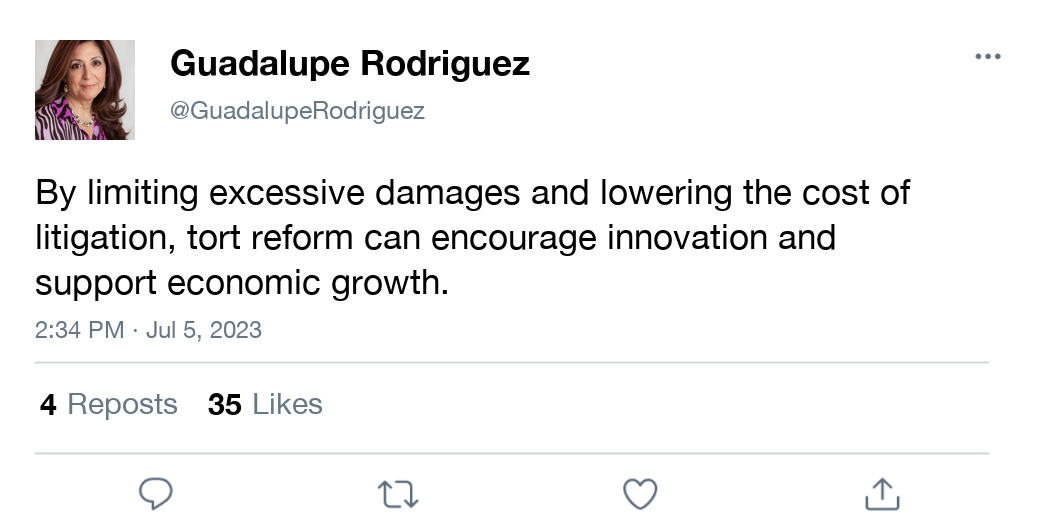 Guadalupe Rodriguez
@GuadalupeRodriguez
By limiting excessive damages and lowering the cost of
litigation, tort reform can encourage innovation and
support economic growth.
2:34 PM · Jul 5, 2023
4 Reposts 35 Likes